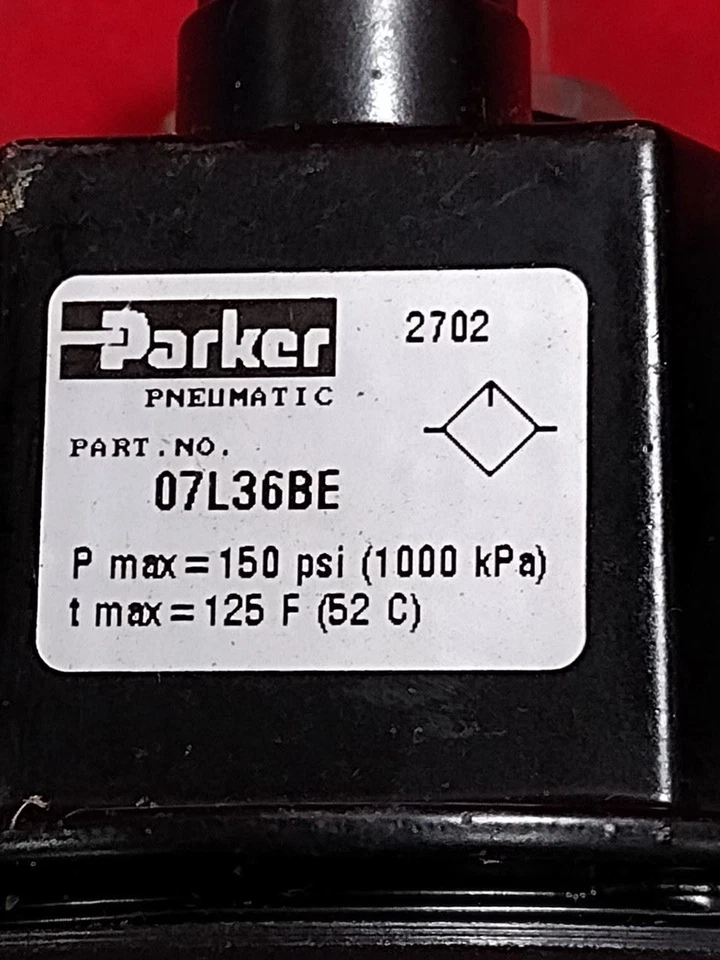 Parker
2702
PNEUMATIC
PART.NO.
07L36BE
P max=150 psi (1000 kPa)
t max=125 F (52 C)